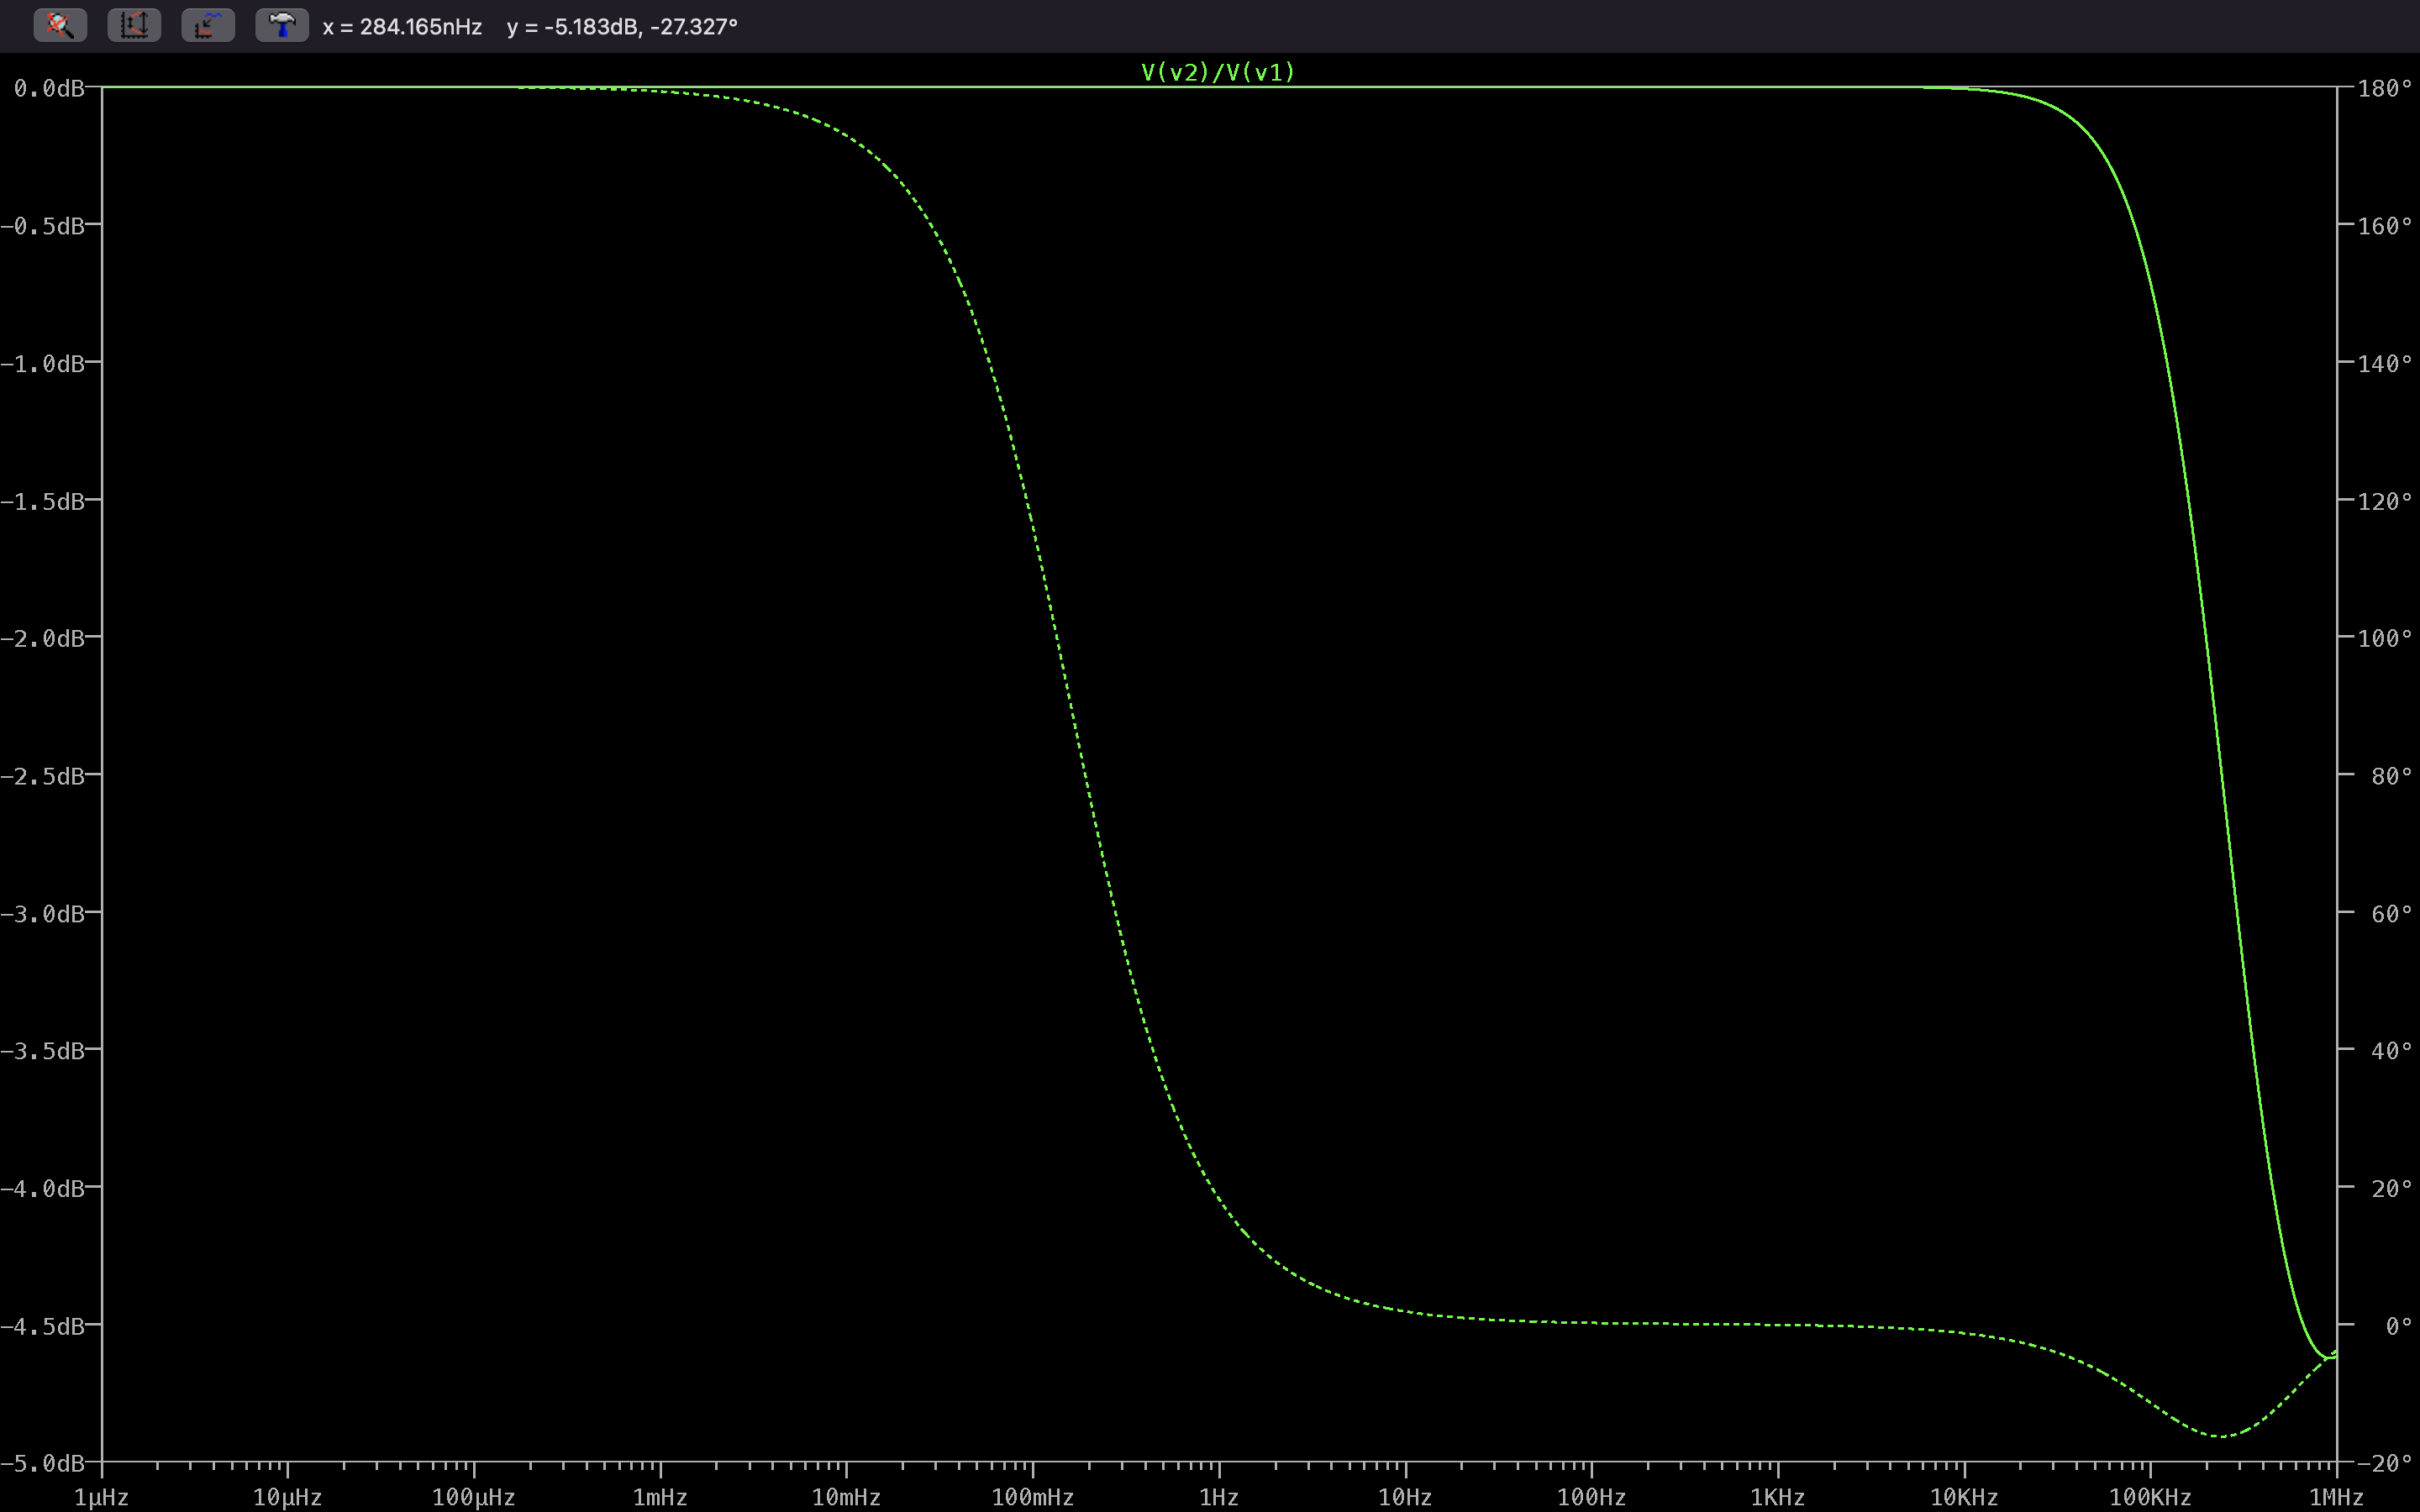 x = 284.165nHz y = -5.183dB, -27.327°
V(v2)/V(v1)
0.0dB
-0.5dB
-1.0dB
-1.5dB
-2.0dB
-2.5dB
-3.0dB
-3.5dB
-4.0dB
-4.5dB
-5.0dB
180°
160°
140°
120°
100°
80°
60°
40°
20°
0°
-20°
1µHz 10µHz 100µHz 1mHz 10mHz 100mHz 1Hz 10Hz 100Hz 1KHz 10KHz 100KHz 1MHz